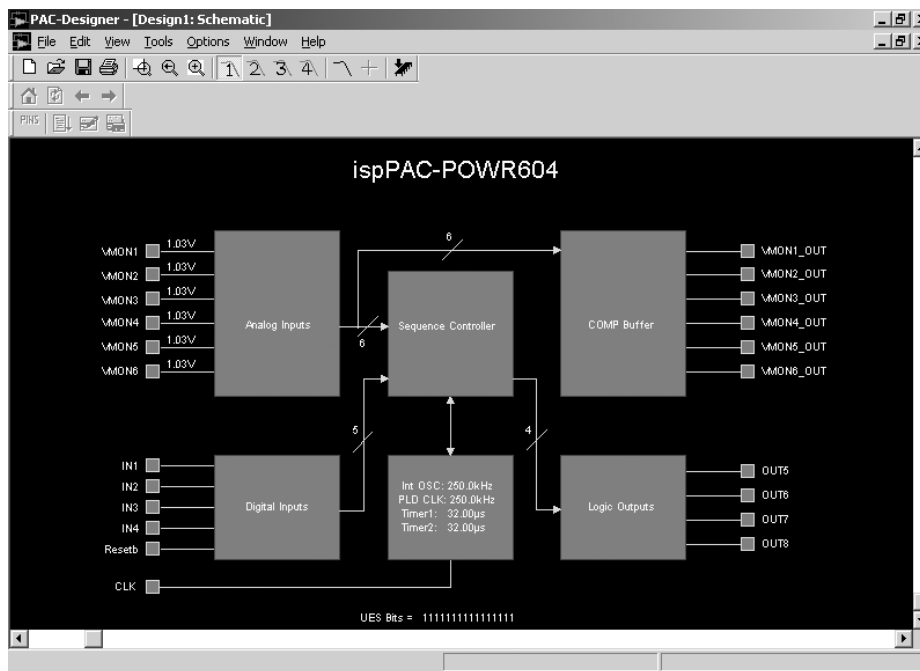 PAC-Designer - [Design1: Schematic]
File Edit View Tools Options Window Help
1 2 3 4
PINS
ispPAC-POWR604
VMON1 1.03V
VMON2 1.03V
VMON3 1.03V
VMON4 1.03V
VMON5 1.03V
VMON6 1.03V
Analog Inputs
6
6
Sequence Controller
COMP Buffer
VMON1_OUT
VMON2_OUT
VMON3_OUT
VMON4_OUT
VMON5_OUT
VMON6_OUT
5
4
IN1
IN2
IN3
IN4
Resetb
CLK
Digital Inputs
Int OSC: 250.0kHz
PLD CLK: 250.0kHz
Timer1: 32.00µs
Timer2: 32.00µs
Logic Outputs
OUT5
OUT6
OUT7
OUT8
UES Bits = 1111111111111111